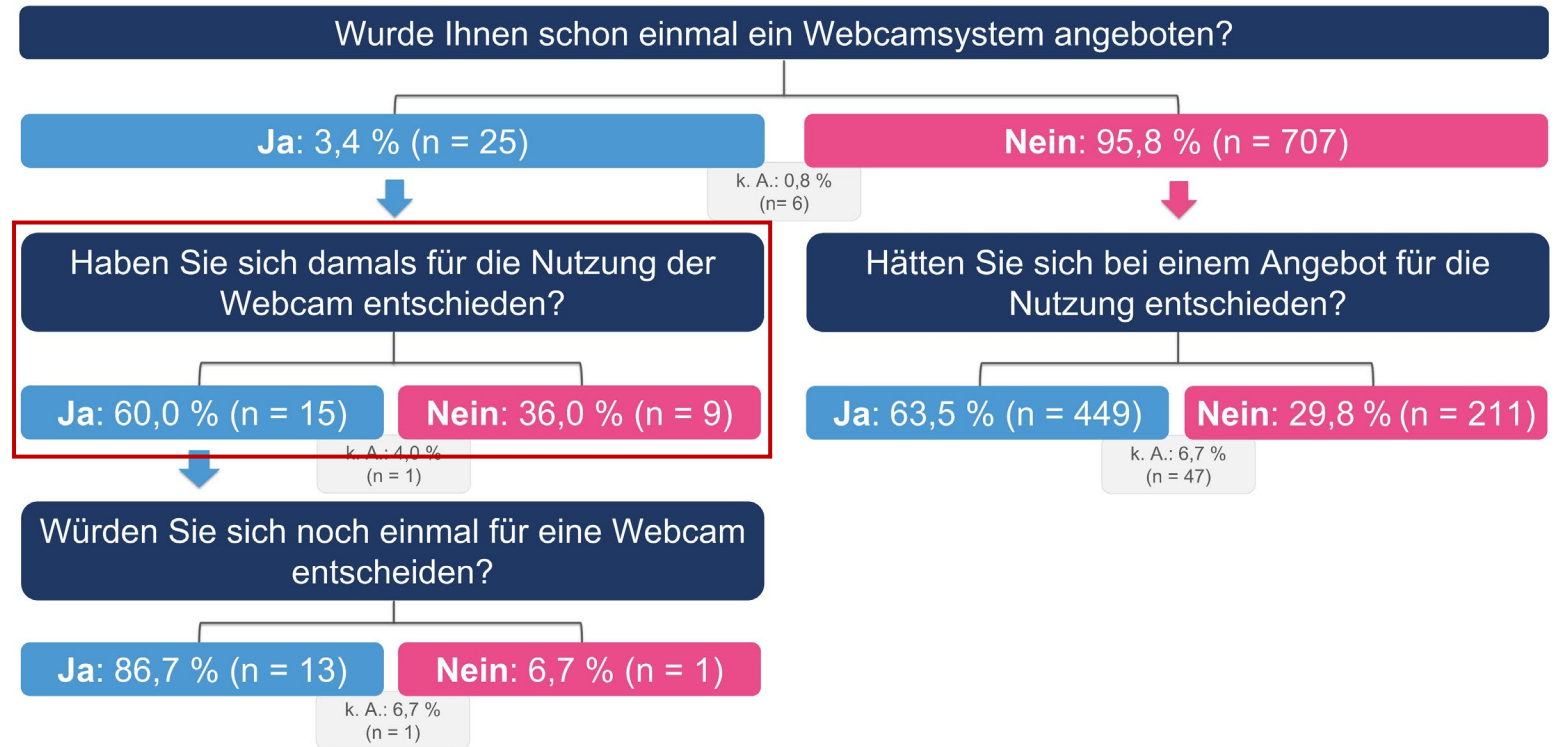 Wurde Ihnen schon einmal ein Webcamsystem angeboten?
Ja: 3,4 % (n = 25)
Nein: 95,8 % (n = 707)
k. A.: 0,8 %
(n= 6)
Haben Sie sich damals für die Nutzung der
Webcam entschieden?
Ja: 60,0 % (n = 15)
Nein: 36,0 % (n = 9)
k. A.: 4,0 %
(n = 1)
Hätten Sie sich bei einem Angebot für die
Nutzung entschieden?
Ja: 63,5 % (n = 449)
Nein: 29,8 % (n = 211)
k. A.: 6,7 %
(n = 47)
Würden Sie sich noch einmal für eine Webcam
entscheiden?
Ja: 86,7 % (n = 13)
Nein: 6,7 % (n = 1)
k. A.: 6,7 %
(n = 1)